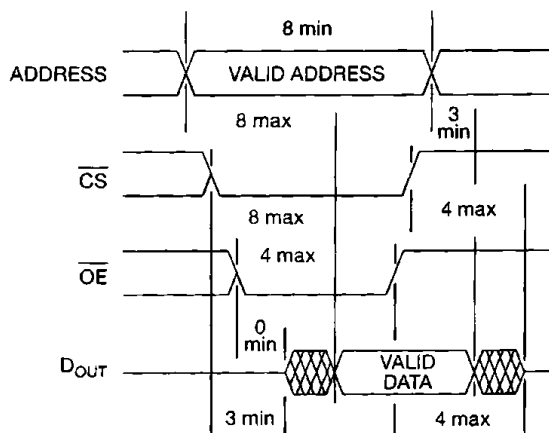 8 min
ADDRESS
VALID ADDRESS
8 max
3
min
CS
4 max
8 max
4 max
OE
0
min
DOUT
VALID
DATA
3 min
4 max